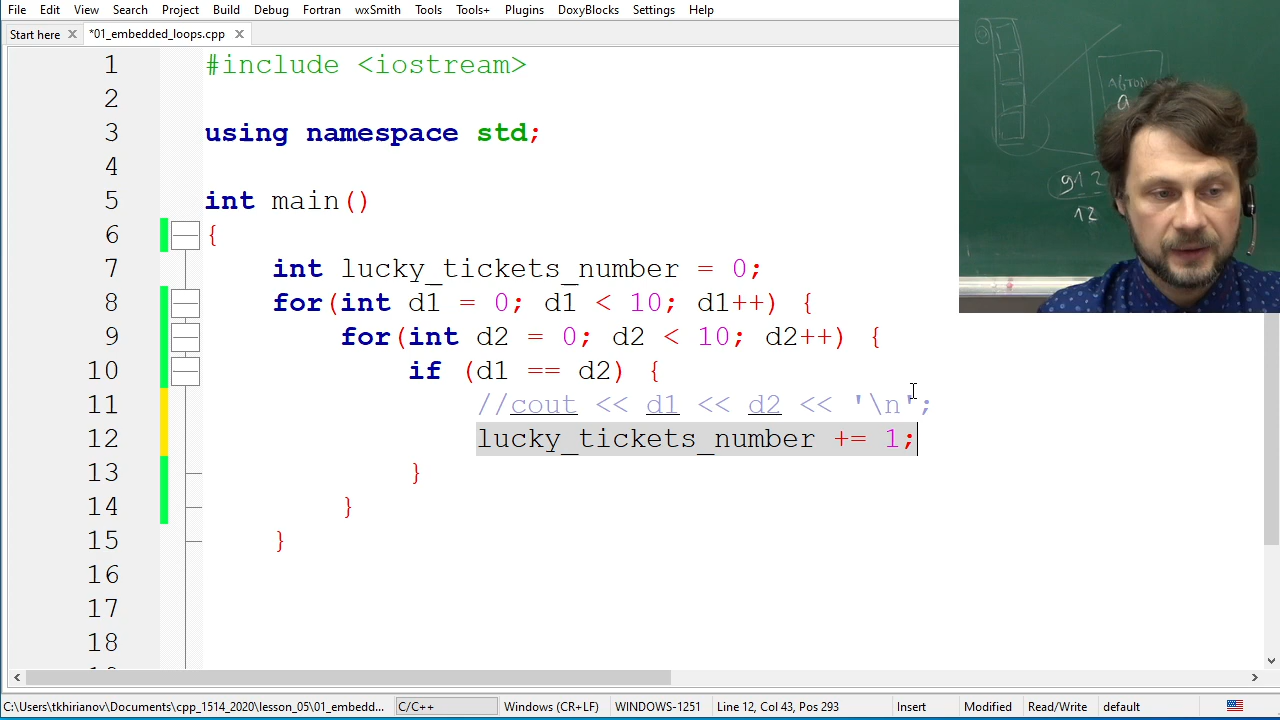 File Edit View Search Project Build Debug Fortran wxSmith Tools Tools+ Plugins DoxyBlocks Settings Help
Start here *01_embedded_loops.cpp
1 #include <iostream>
2
3 using namespace std;
4
5 int main()
6 {
7 int lucky_tickets_number = 0;
8 for(int d1 = 0; d1 < 10; d1++) {
9 for(int d2 = 0; d2 < 10; d2++) {
10 if (d1 == d2) {
11 //cout << d1 << d2 << '\n';
12 lucky_tickets_number += 1;
13 }
14 }
15 }
16
17
18
912
12
C:\Users\tkhirianov\Documents\cpp_1514_2020\lesson_05\01_embedd... C/C++ Windows (CR+LF) WINDOWS-1251 Line 12, Col 43, Pos 293 Insert Modified Read/Write default